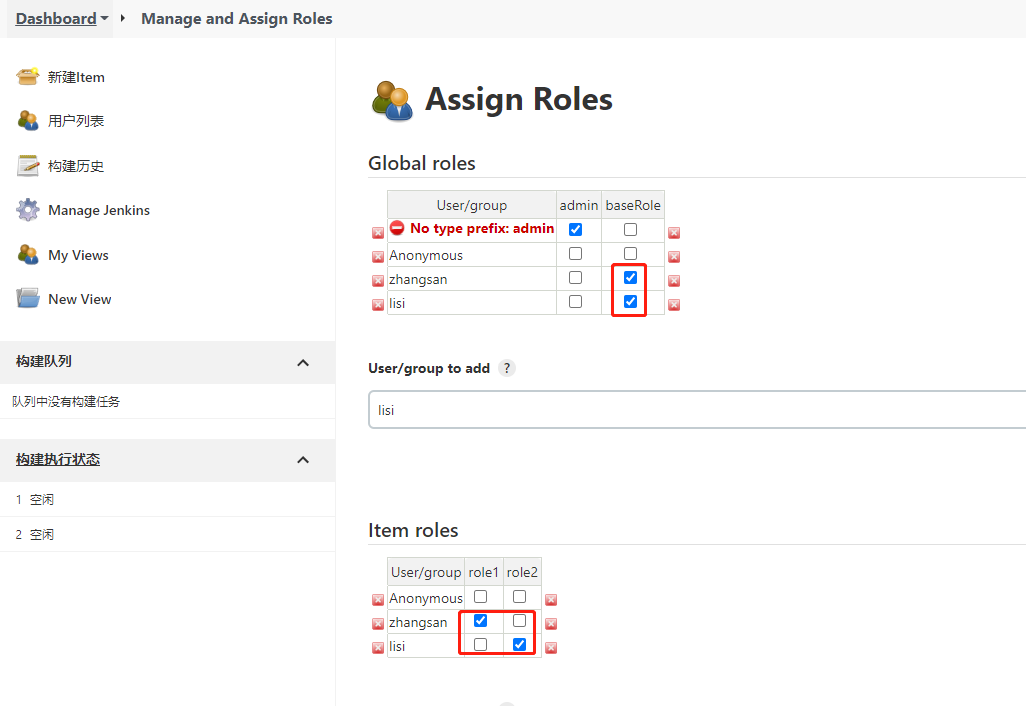 Dashboard Manage and Assign Roles
新建Item
用户列表
构建历史
Manage Jenkins
My Views
New View
构建队列
队列中没有构建任务
构建执行状态
1 空闲
2 空闲
Assign Roles
Global roles
User/group admin baseRole
No type prefix: admin
Anonymous
zhangsan
lisi
User/group to add ?
lisi
Item roles
User/group role1 role2
Anonymous
zhangsan
lisi